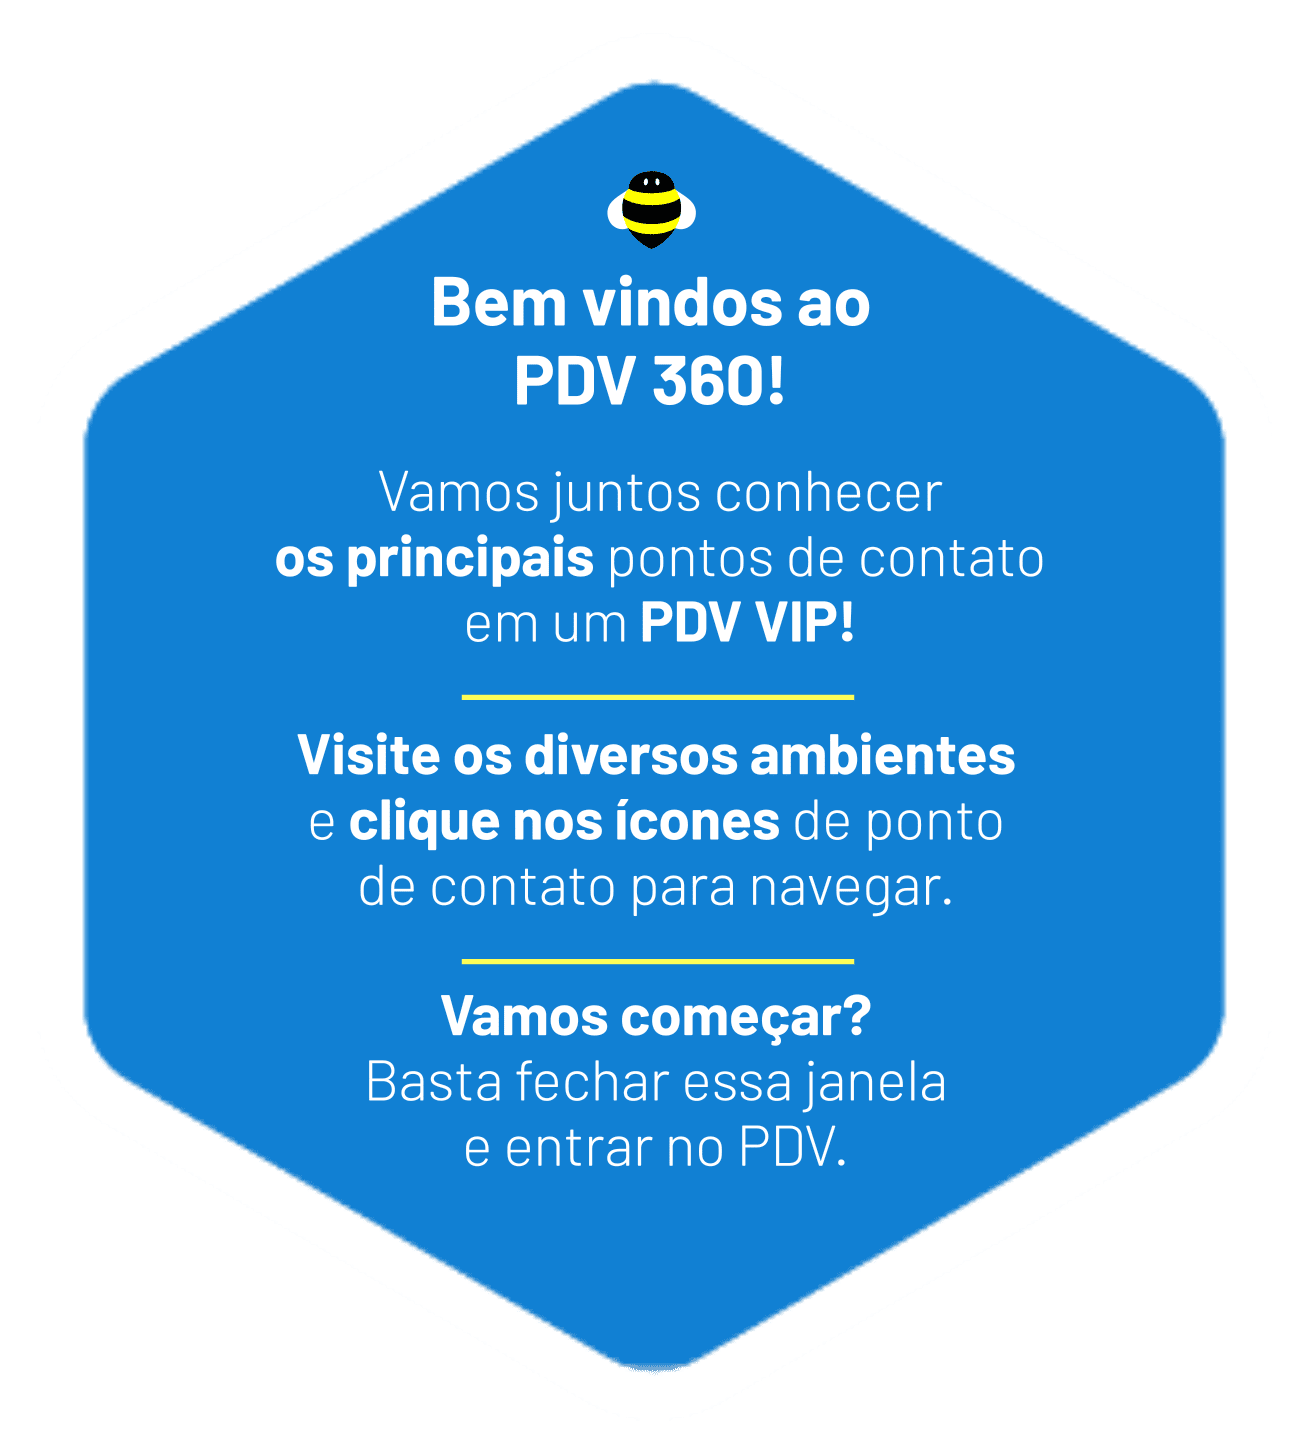 Bem vindos ao
PDV 360!
Vamos juntos conhecer
os principais pontos de contato
em um PDV VIP!
Visite os diversos ambientes
e clique nos ícones de ponto
de contato para navegar.
Vamos começar?
Basta fechar essa janela
e entrar no PDV.